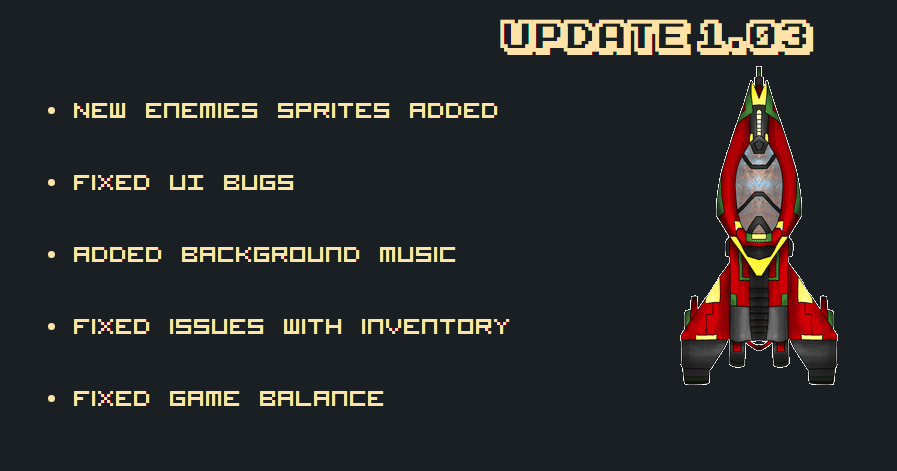 UPDATE 1.03
• NEW ENEMIES SPRITES ADDED
• FIXED UI BUGS
• ADDED BACKGROUND MUSIC
• FIXED ISSUES WITH INVENTORY
• FIXED GAME BALANCE